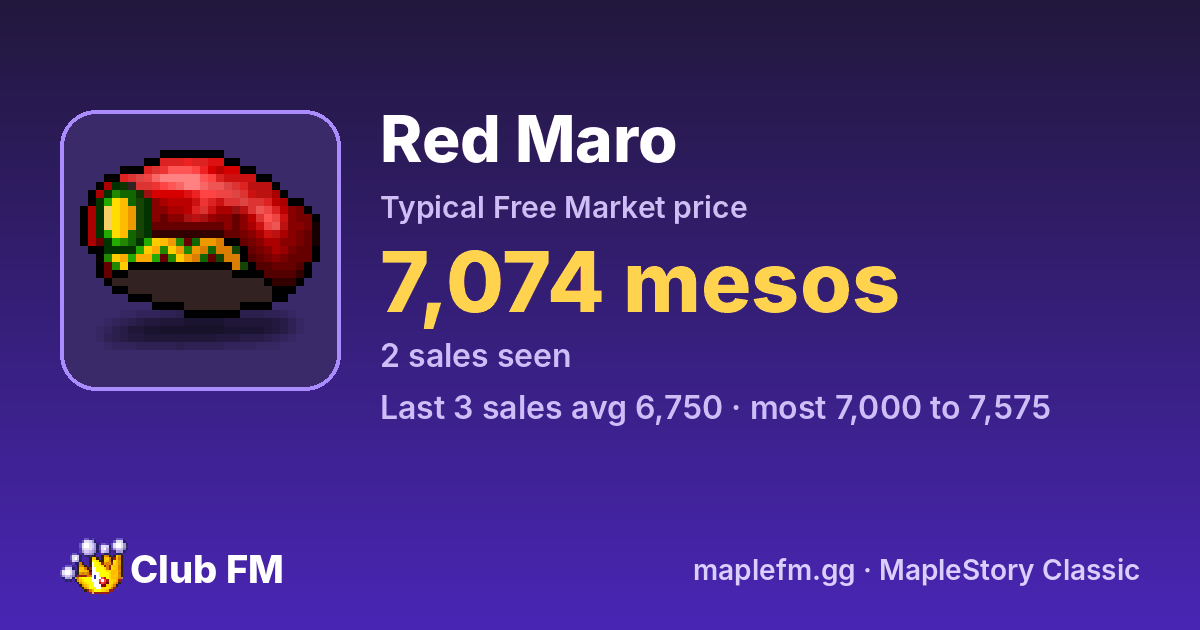 Red Maro
Typical Free Market price
7,074 mesos
2 sales seen
Last 3 sales avg 6,750 · most 7,000 to 7,575
Club FM
maplefm.gg · MapleStory Classic